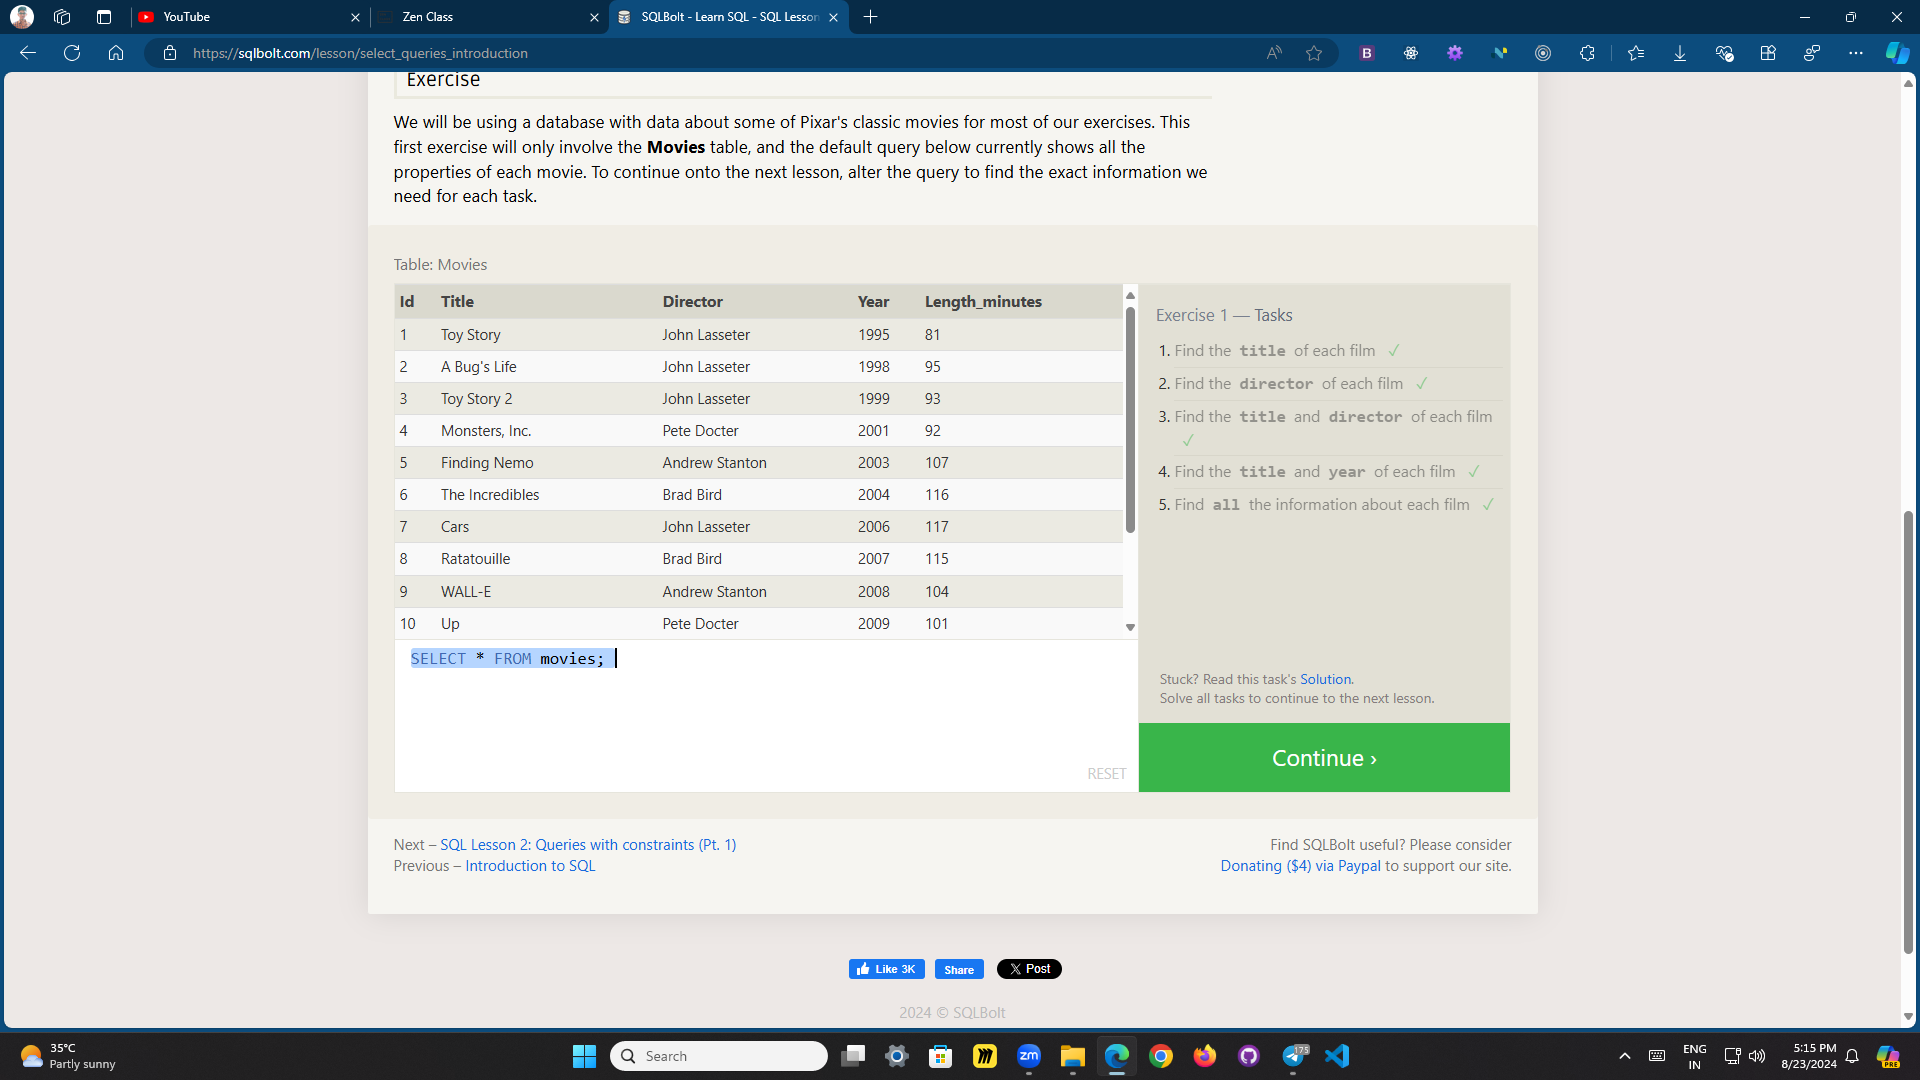 YouTube
Zen Class
SQLBolt - Learn SQL - SQL Lesson
https://sqlbolt.com/lesson/select_queries_introduction
Exercise
We will be using a database with data about some of Pixar's classic movies for most of our exercises. This
first exercise will only involve the Movies table, and the default query below currently shows all the
properties of each movie. To continue onto the next lesson, alter the query to find the exact information we
need for each task.
Table: Movies
Id Title Director Year Length_minutes
1 Toy Story John Lasseter 1995 81
2 A Bug's Life John Lasseter 1998 95
3 Toy Story 2 John Lasseter 1999 93
4 Monsters, Inc. Pete Docter 2001 92
5 Finding Nemo Andrew Stanton 2003 107
6 The Incredibles Brad Bird 2004 116
7 Cars John Lasseter 2006 117
8 Ratatouille Brad Bird 2007 115
9 WALL-E Andrew Stanton 2008 104
10 Up Pete Docter 2009 101
SELECT * FROM movies;
RESET
Exercise 1 — Tasks
1. Find the title of each film ✓
2. Find the director of each film ✓
3. Find the title and director of each film
✓
4. Find the title and year of each film ✓
5. Find all the information about each film ✓
Stuck? Read this task's Solution.
Solve all tasks to continue to the next lesson.
Continue ›
Next – SQL Lesson 2: Queries with constraints (Pt. 1)
Previous – Introduction to SQL
Find SQLBolt useful? Please consider
Donating ($4) via Paypal to support our site.
Like 3K
Share
X Post
2024 © SQLBolt
35°C
Partly sunny
Search
zm
175
PRE
ENG
IN
5:15 PM
8/23/2024